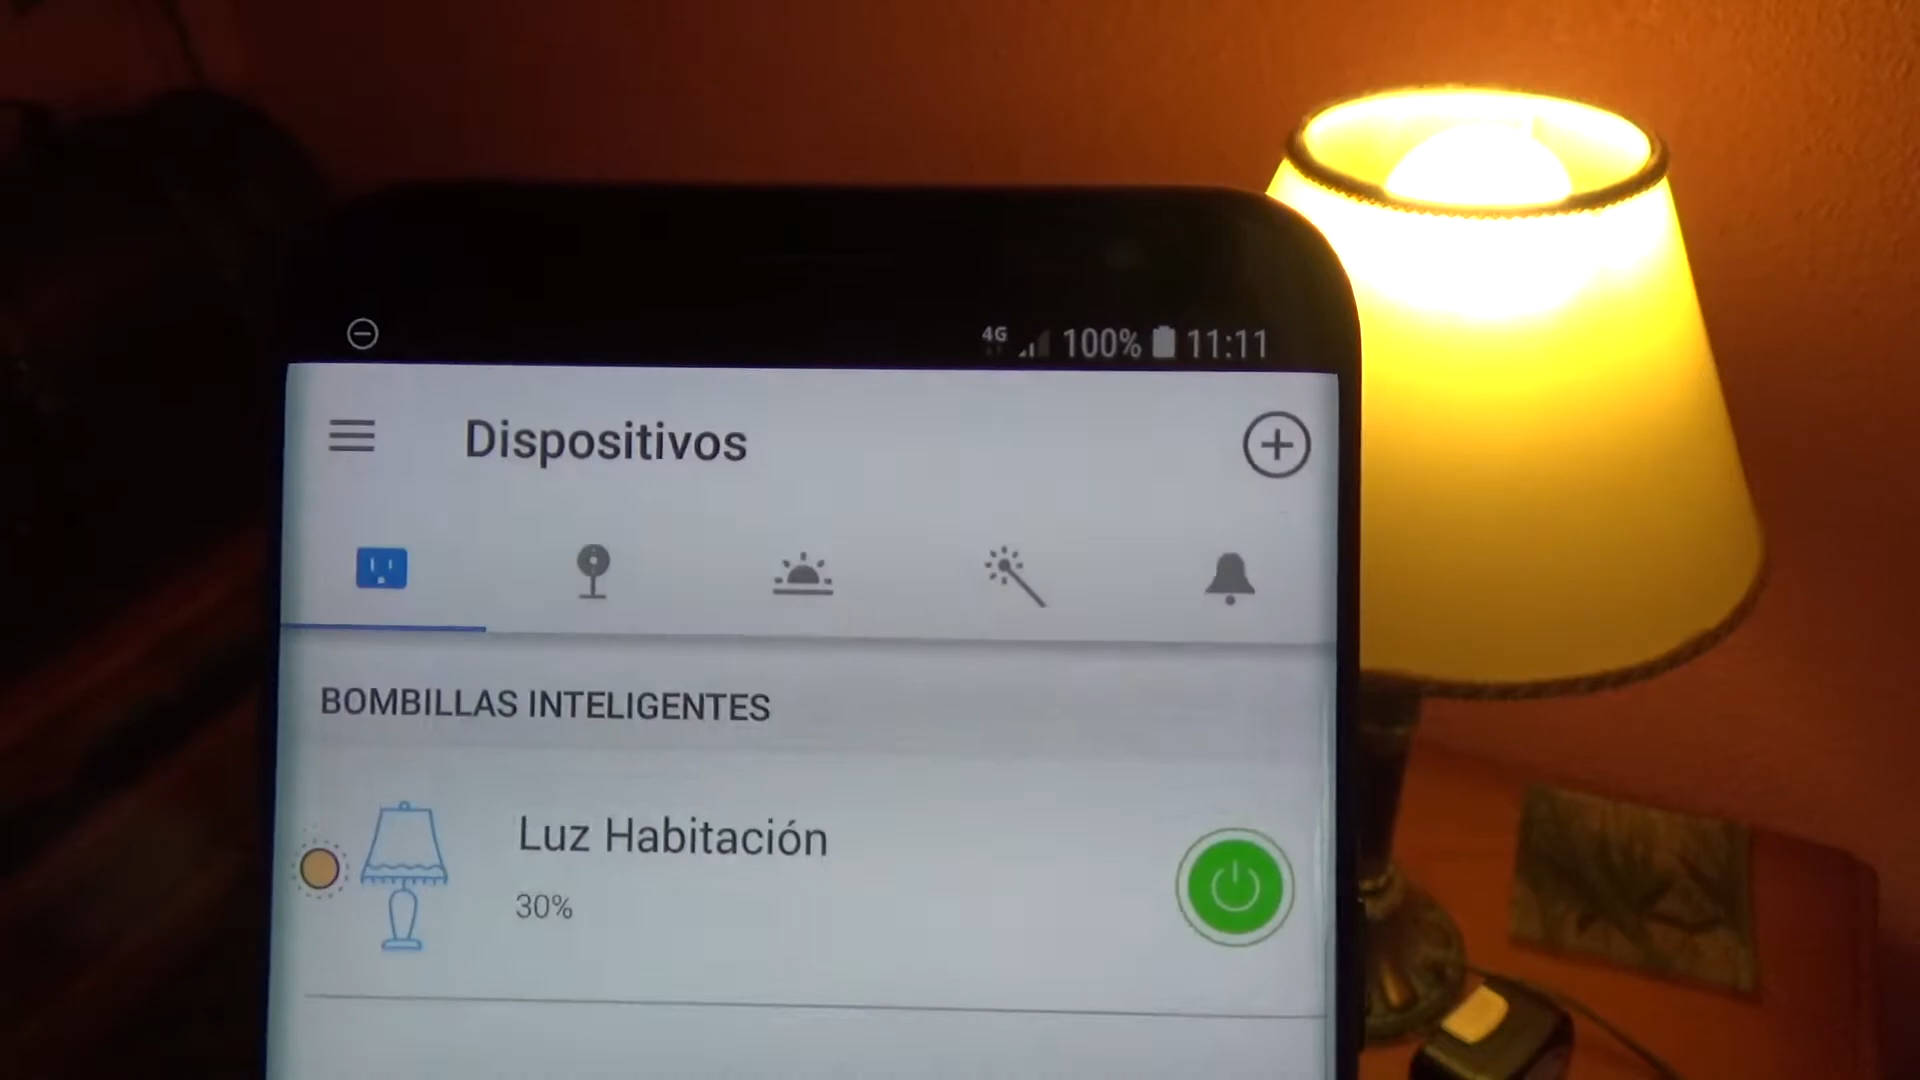 4G 100% 11:11
Dispositivos
BOMBILLAS INTELIGENTES
Luz Habitación
30%